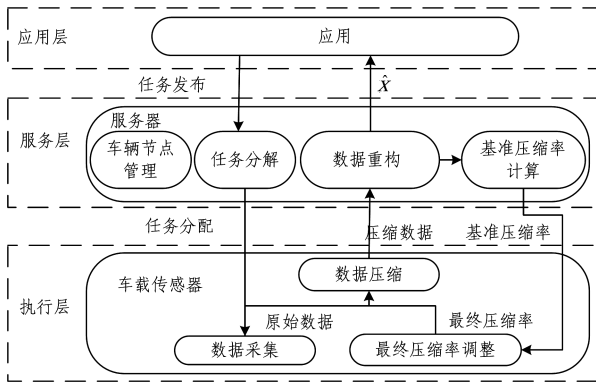 应用层
应用
任务发布
X̂
服务层
服务器
车辆节点
管理
任务分解
数据重构
基准压缩率
计算
任务分配
压缩数据
基准压缩率
执行层
车载传感器
数据压缩
原始数据
最终压缩率
数据采集
最终压缩率调整